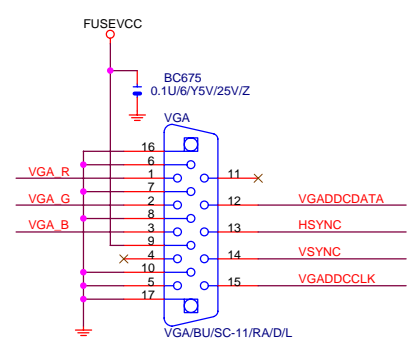 FUSEVCC
BC675
0.1U/6/Y5V/25V/Z
VGA
16
6
VGA_R 1 11
7
VGA_G 2 12 VGADDCDATA
8
VGA_B 3 13 HSYNC
9
4 14 VSYNC
10
5 15 VGADDCCLK
17
VGA/BU/SC-11/RA/D/L